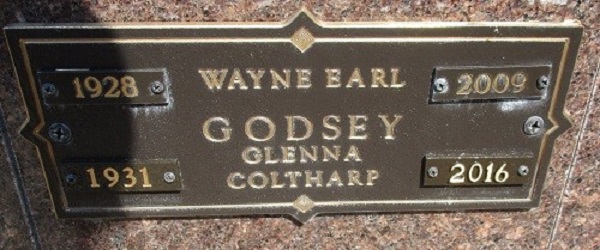 1928 WAYNE EARL 2009
GODSEY
GLENNA
1931 COLTHARP 2016